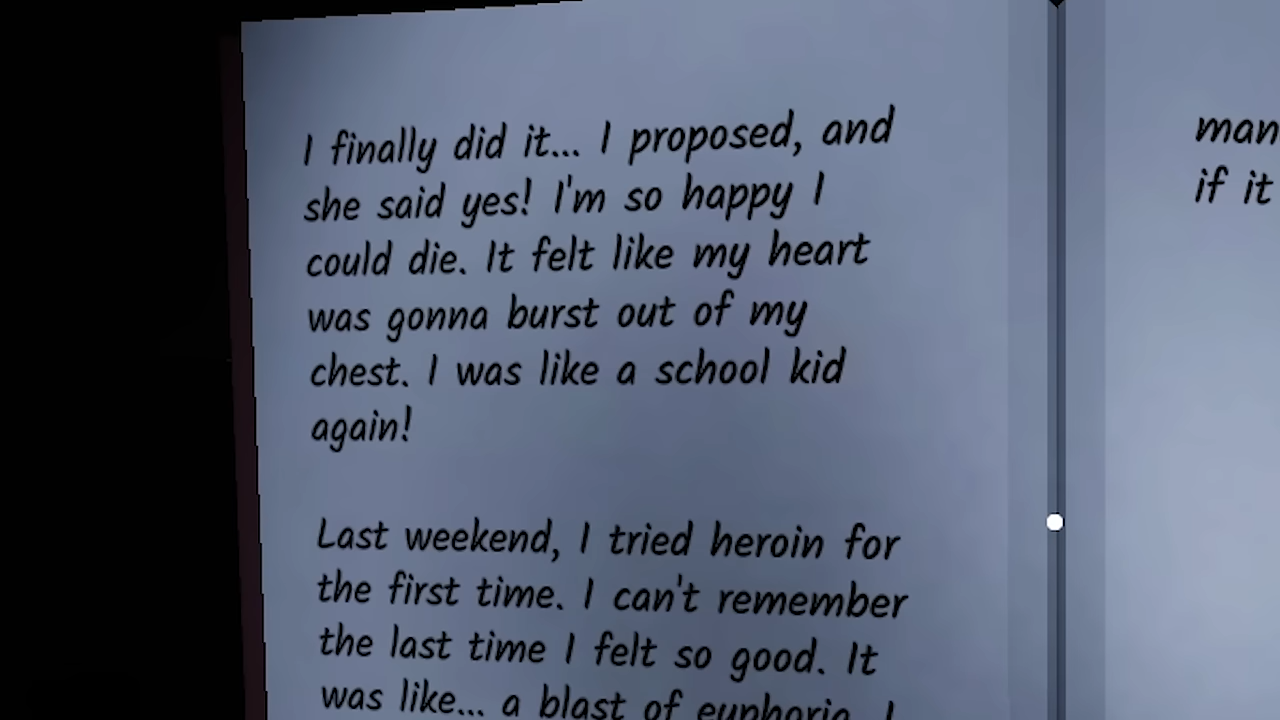 I finally did it... I proposed, and
she said yes! I'm so happy I
could die. It felt like my heart
was gonna burst out of my
chest. I was like a school kid
again!
Last weekend, I tried heroin for
the first time. I can't remember
the last time I felt so good. It
was like... a blast of euphoria. I
man
if it